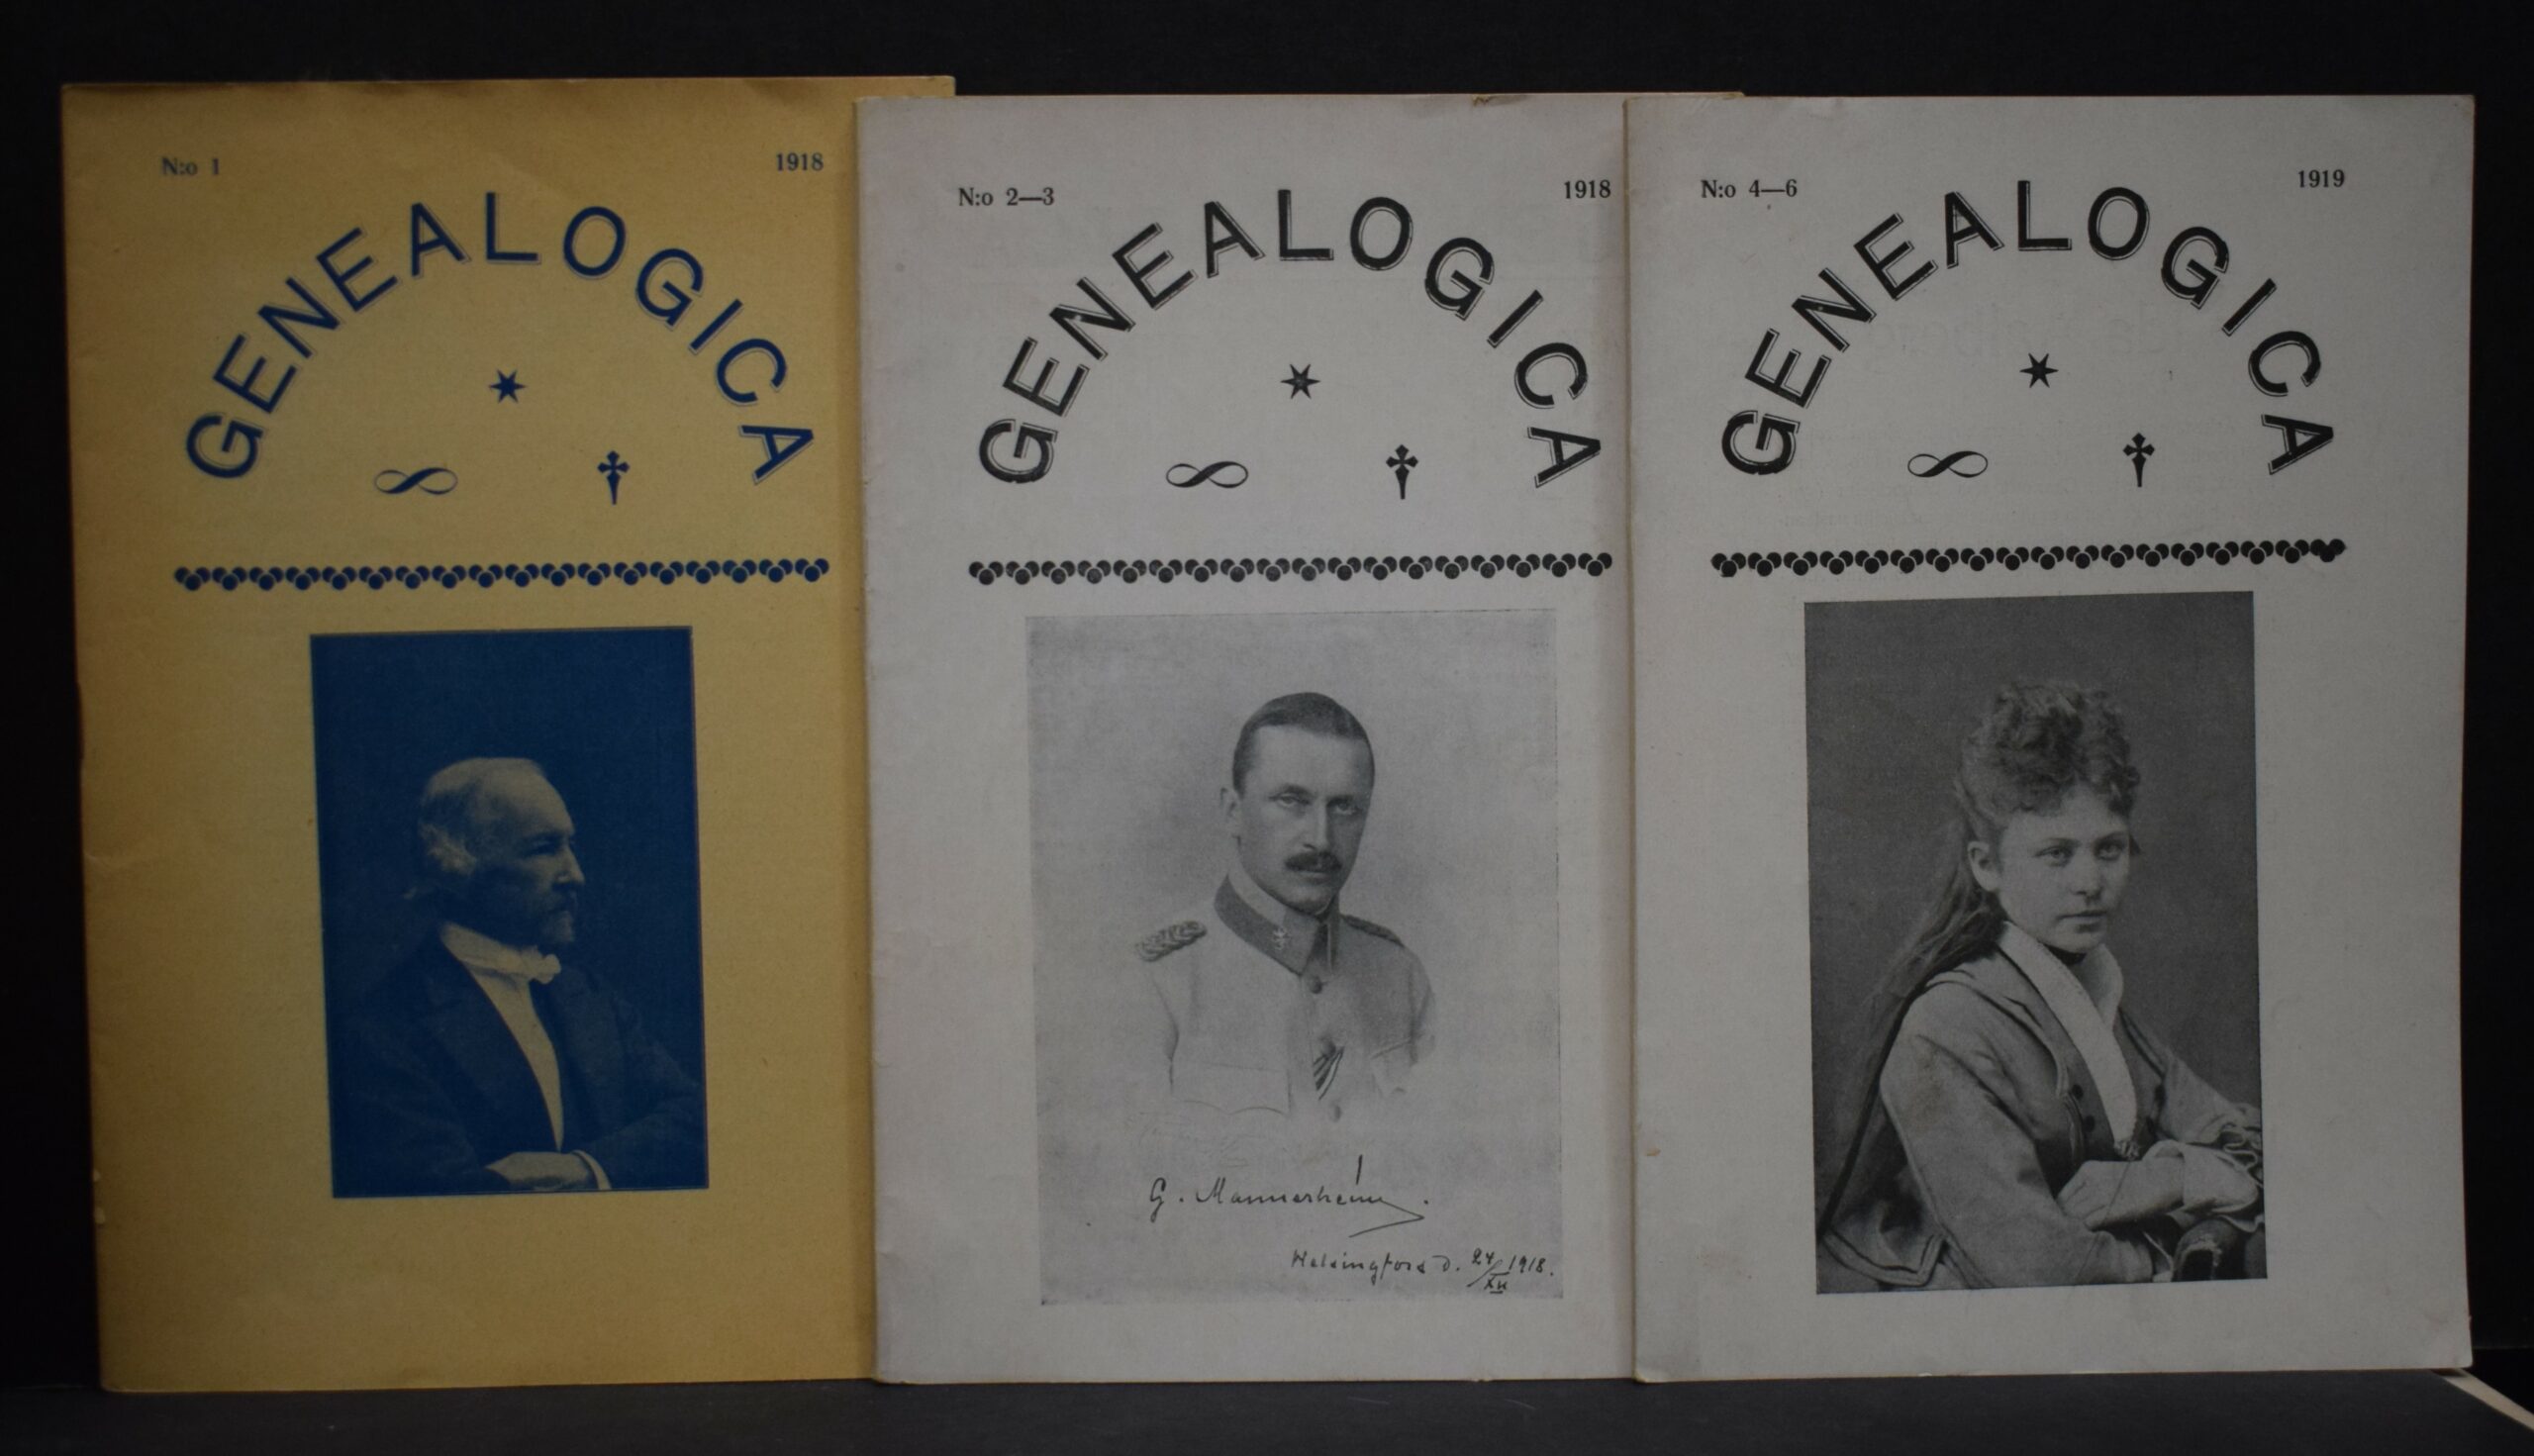 N:o 1 1918
GENEALOGICA
N:o 2—3 1918
GENEALOGICA
G. Mannerheim.
Helsingfors d. 24/XII 1918.
N:o 4—6 1919
GENEALOGICA